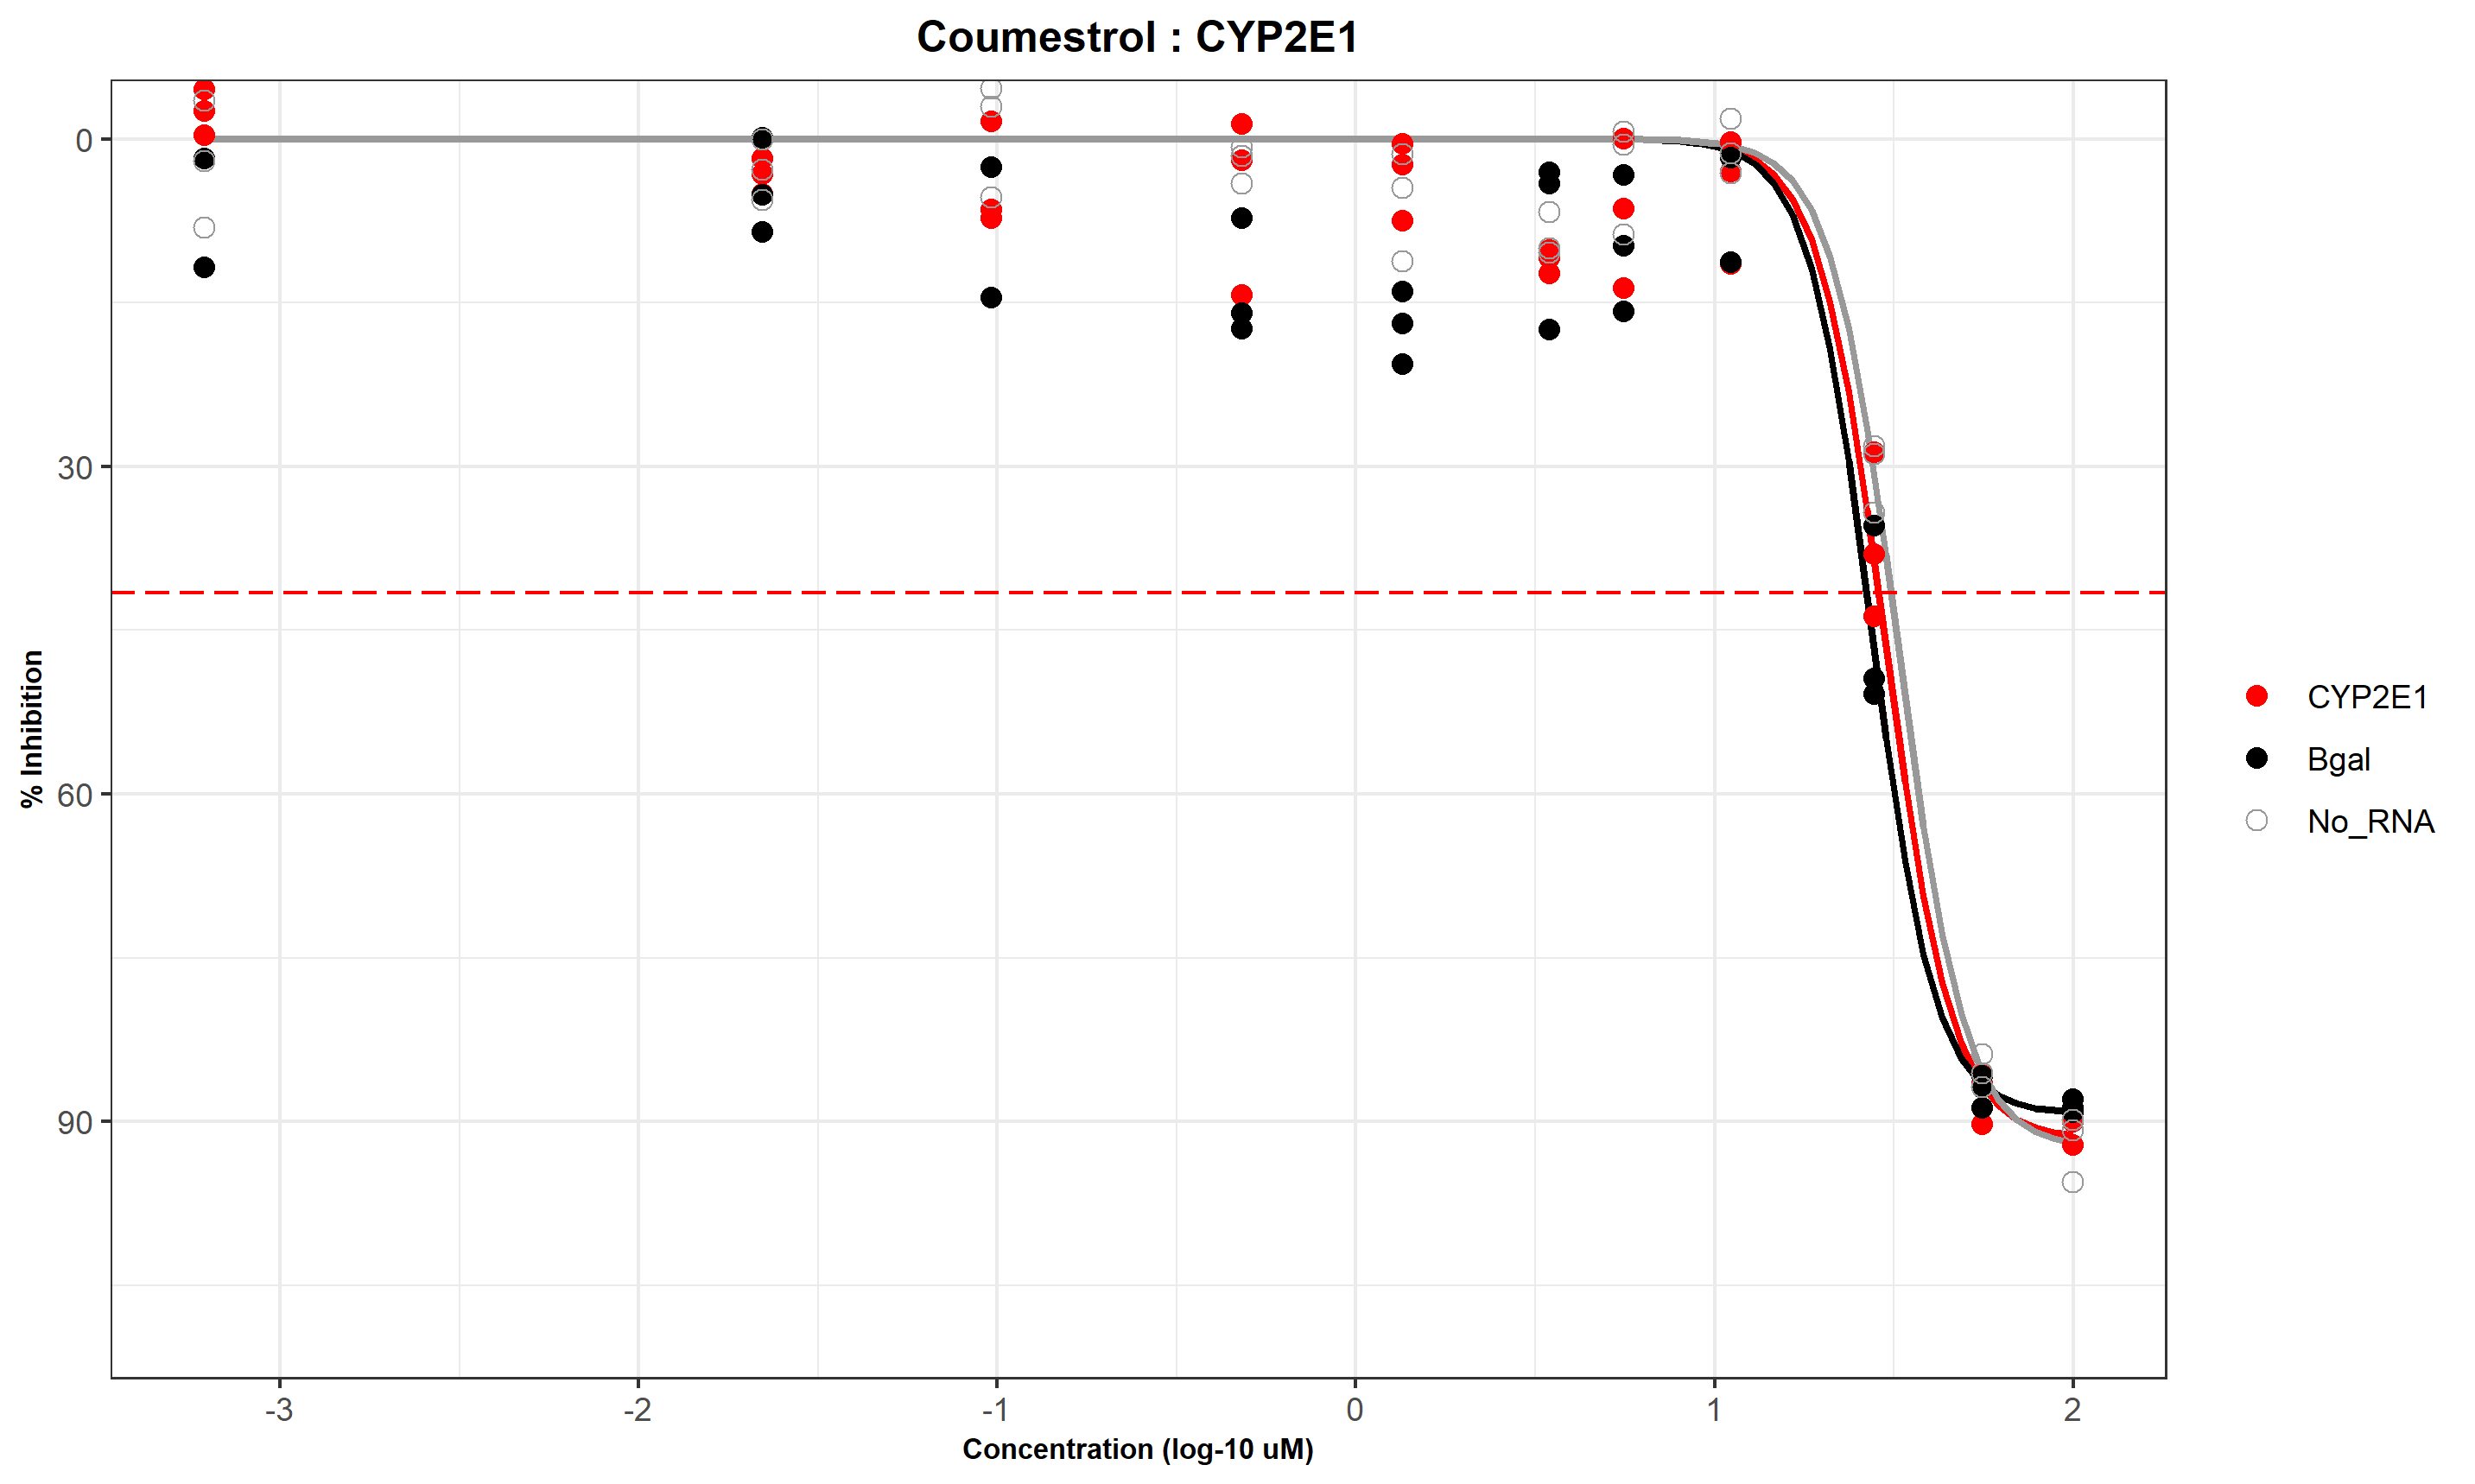 Coumestrol : CYP2E1
% Inhibition
0
30
60
90
-3
-2
-1
0
1
2
Concentration (log-10 uM)
CYP2E1
Bgal
No_RNA